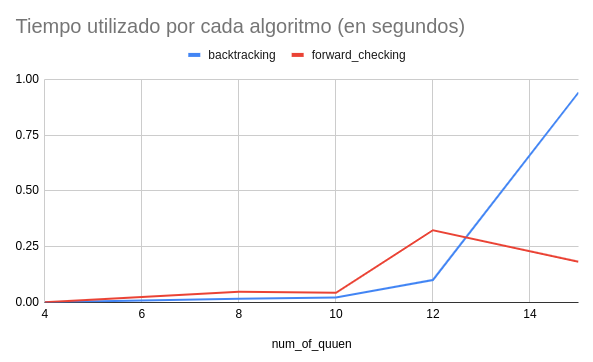 Tiempo utilizado por cada algoritmo (en segundos)
backtracking forward_checking
1.00
0.75
0.50
0.25
0.00
4 6 8 10 12 14
num_of_quuen